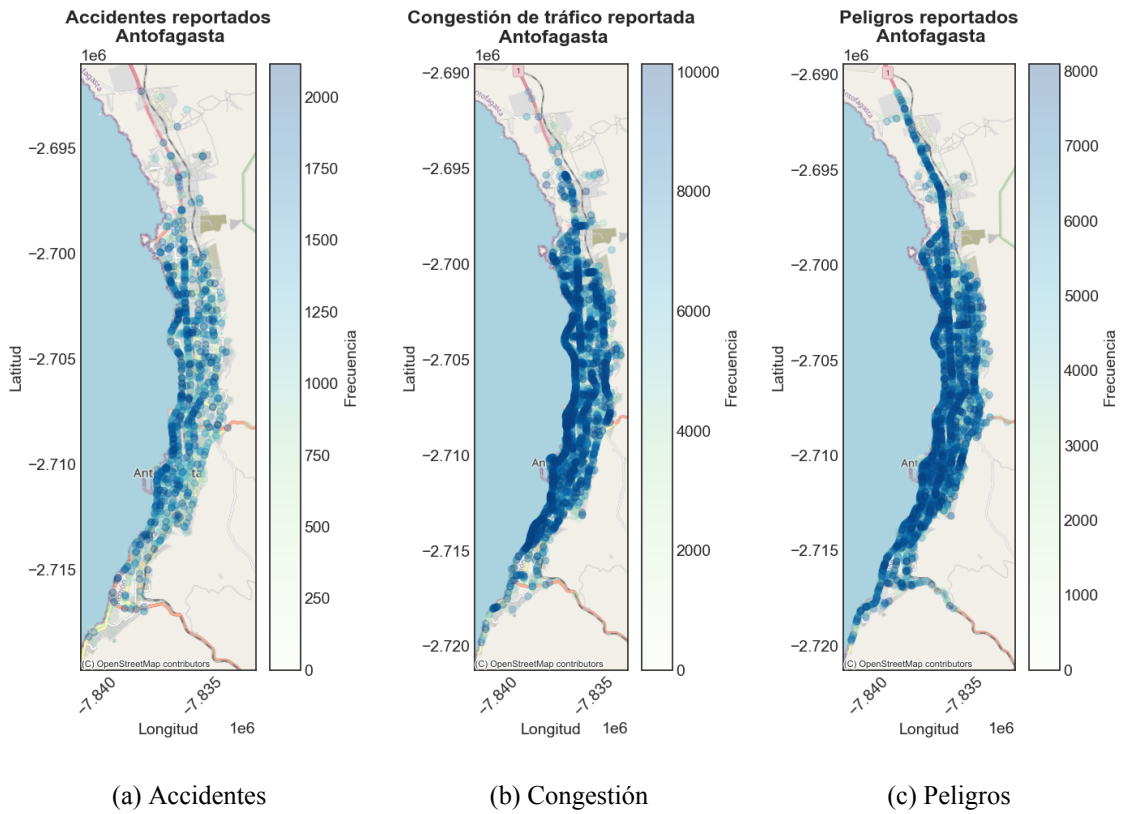 Accidentes reportados
Antofagasta
1e6
−2.695
−2.700
−2.705
−2.710
−2.715
Latitud
−7.840
−7.835
Longitud
1e6
(C) OpenStreetMap contributors
2000
1750
1500
1250
1000
750
500
250
0
Frecuencia
Congestión de tráfico reportada
Antofagasta
1e6
−2.690
−2.695
−2.700
−2.705
−2.710
−2.715
−2.720
Latitud
1
−7.840
−7.835
Longitud
1e6
(C) OpenStreetMap contributors
10000
8000
6000
4000
2000
0
Frecuencia
Peligros reportados
Antofagasta
1e6
−2.690
−2.695
−2.700
−2.705
−2.710
−2.715
−2.720
Latitud
1
−7.840
−7.835
Longitud
1e6
(C) OpenStreetMap contributors
8000
7000
6000
5000
4000
3000
2000
1000
0
Frecuencia
(a) Accidentes
(b) Congestión
(c) Peligros